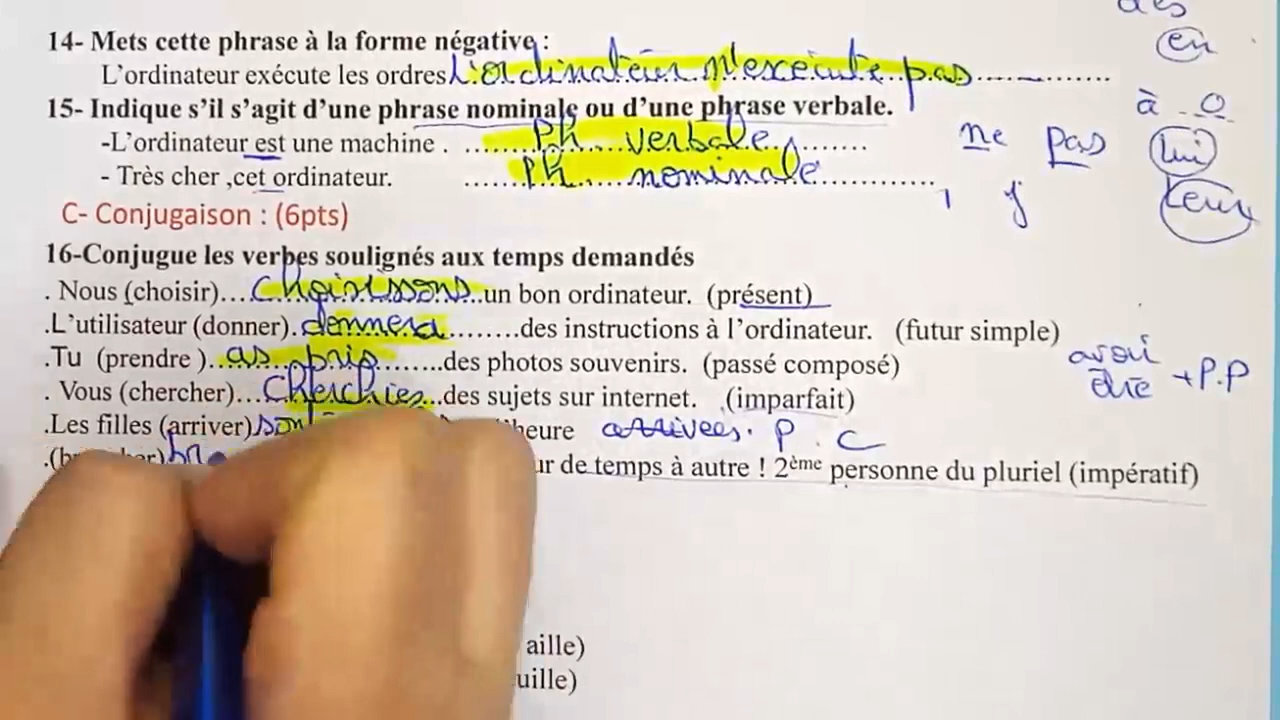 des
en
14- Mets cette phrase à la forme négative :
L'ordinateur exécute les ordres L'ordinateur n'exécute pas
15- Indique s'il s'agit d'une phrase nominale ou d'une phrase verbale.
à
ne pas
lui
leur
-L'ordinateur est une machine . Ph verbale
- Très cher ,cet ordinateur. Ph nominale
C- Conjugaison : (6pts)
16-Conjugue les verbes soulignés aux temps demandés
. Nous (choisir)... choisissons ..un bon ordinateur. (présent)
.L'utilisateur (donner). donnera ........des instructions à l'ordinateur. (futur simple)
.Tu (prendre )... as pris .......des photos souvenirs. (passé composé)
avoir
être +P.P
. Vous (chercher)... cherchiez ..des sujets sur internet. (imparfait)
.Les filles (arriver) heure arrivées. P. C
de temps à autre ! 2ème personne du pluriel (impératif)
aille)
uille)